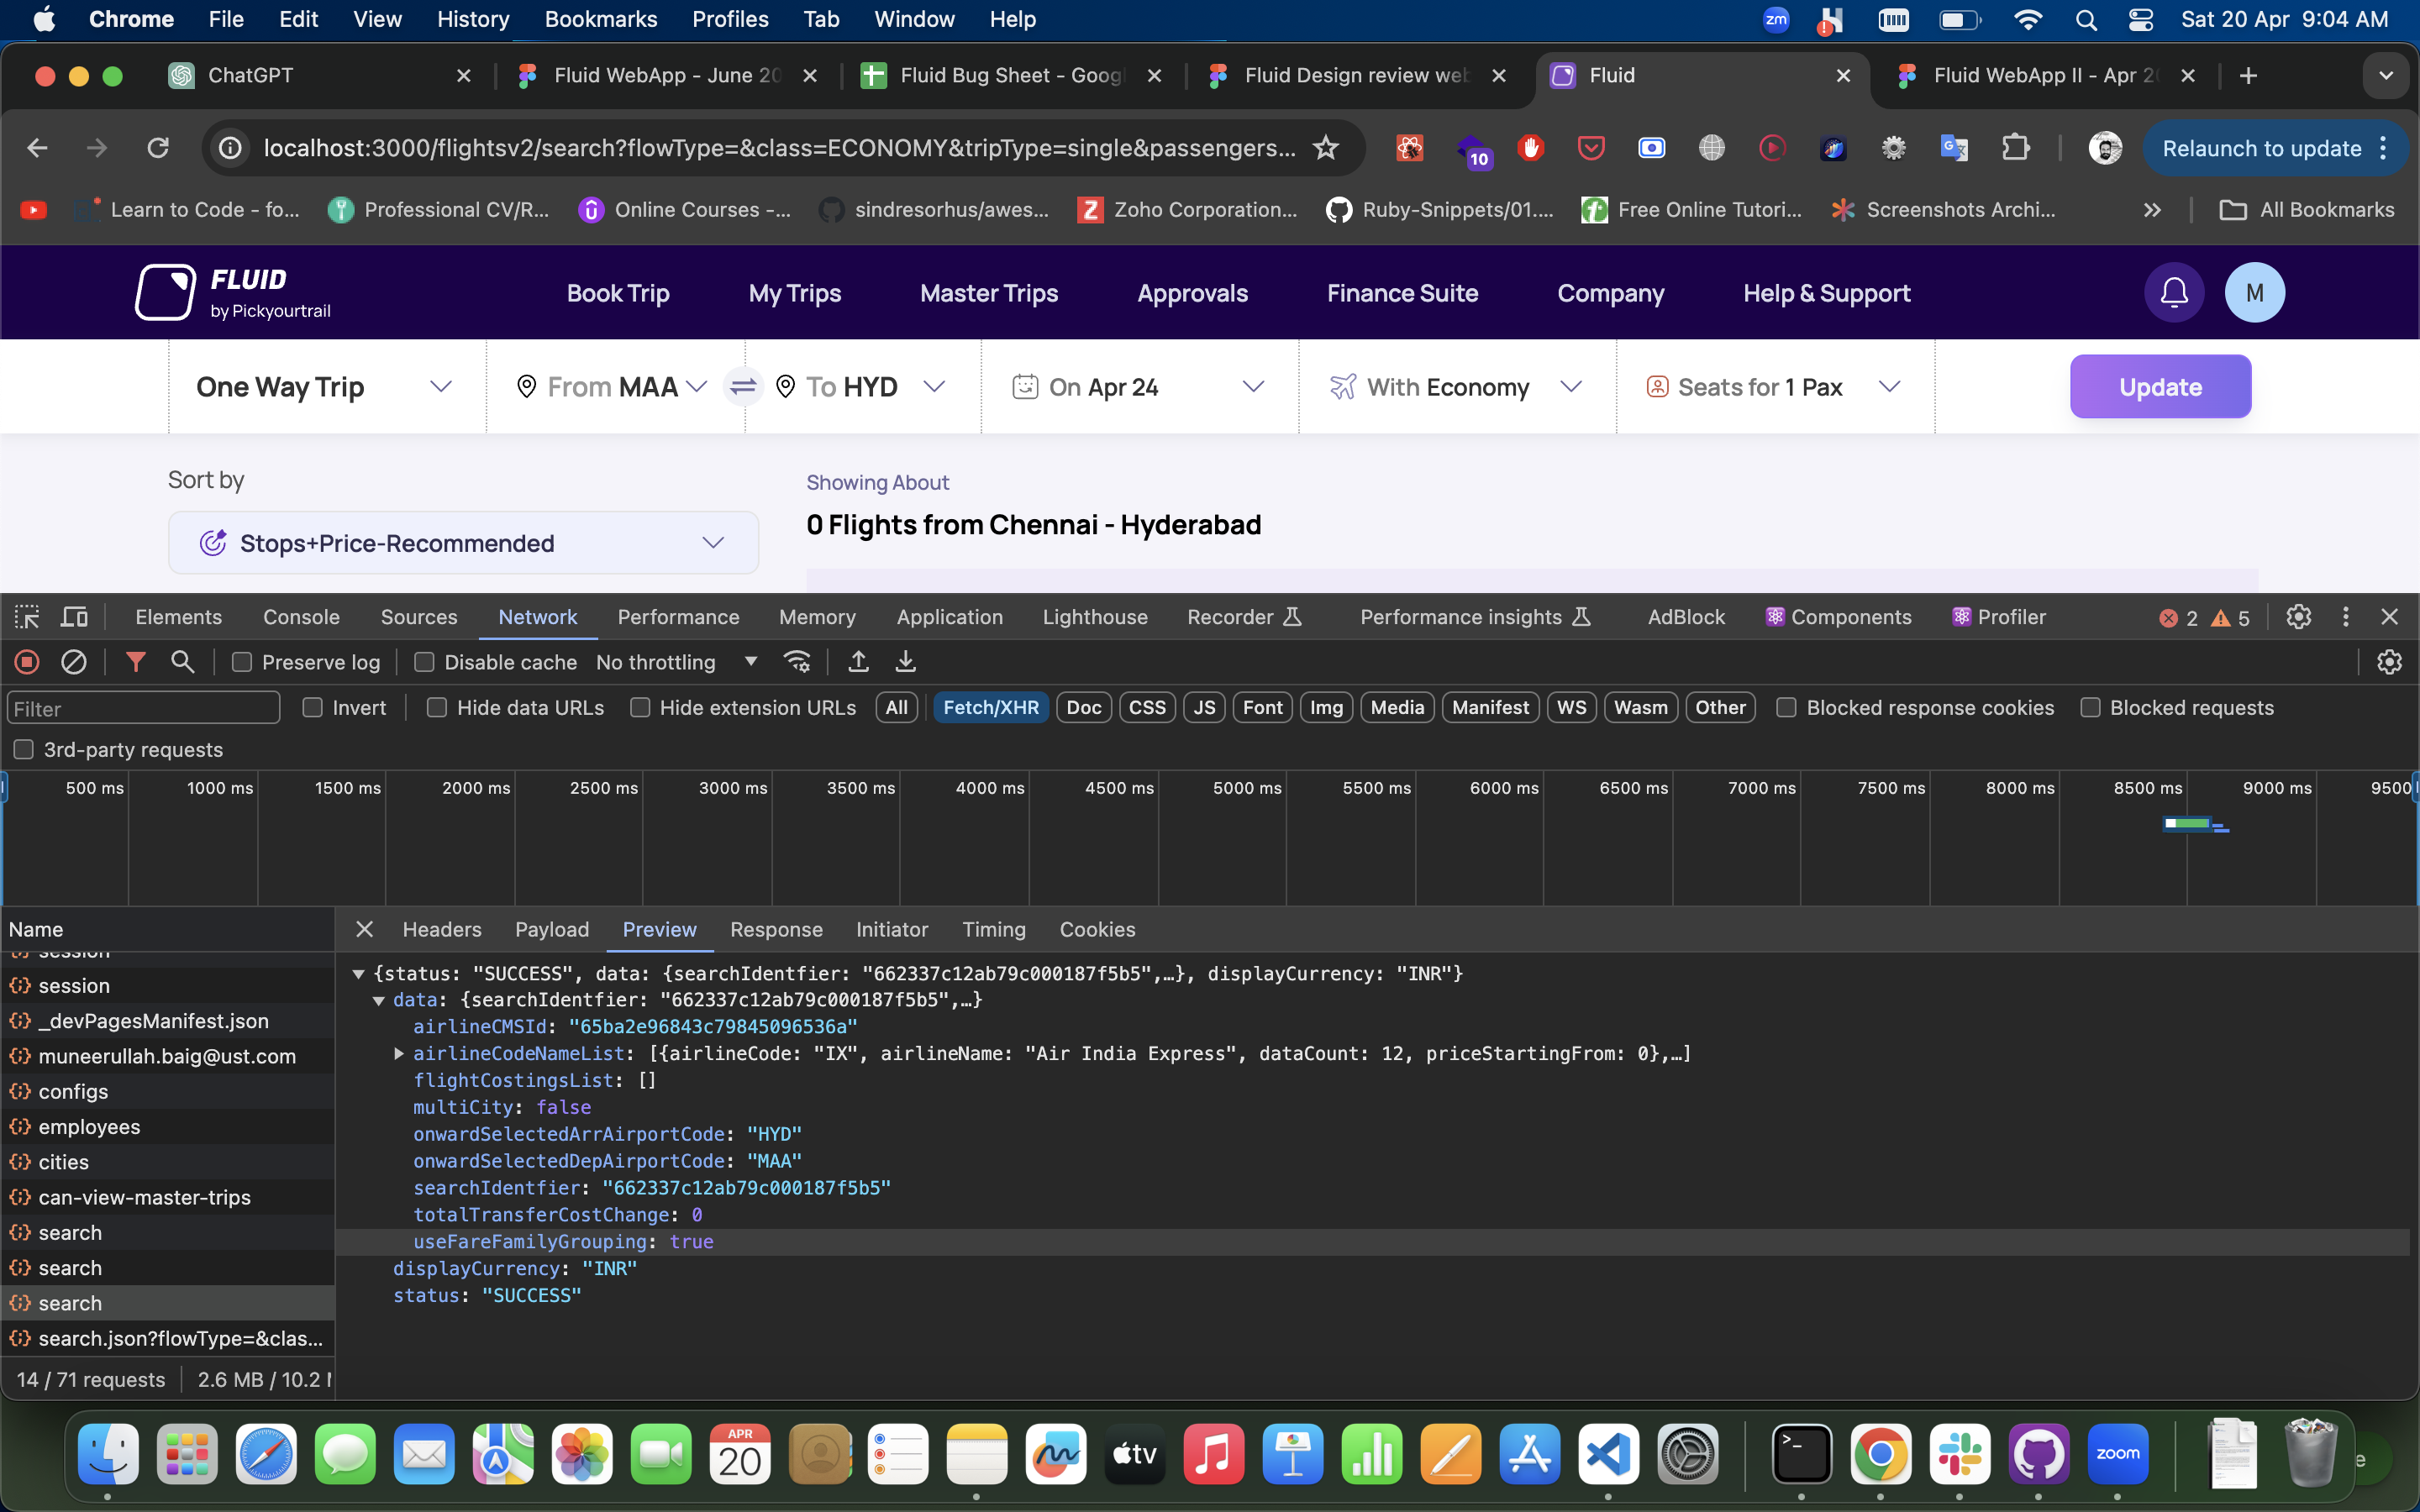 Chrome File Edit View History Bookmarks Profiles Tab Window Help zm Sat 20 Apr 9:04 AM
ChatGPT Fluid WebApp - June 20 Fluid Bug Sheet - Goog Fluid Design review web Fluid Fluid WebApp II - Apr 2
localhost:3000/flightsv2/search?flowType=&class=ECONOMY&tripType=single&passengers... 10 Relaunch to update
Learn to Code - fo... Professional CV/R... Online Courses -... sindresorhus/awes... Zoho Corporation... Ruby-Snippets/01.... Free Online Tutori... Screenshots Archi... All Bookmarks
FLUID
by Pickyourtrail
Book Trip My Trips Master Trips Approvals Finance Suite Company Help & Support M
One Way Trip From MAA To HYD On Apr 24 With Economy Seats for 1 Pax Update
Sort by
Showing About
Stops+Price-Recommended
0 Flights from Chennai - Hyderabad
Elements Console Sources Network Performance Memory Application Lighthouse Recorder Performance insights AdBlock Components Profiler 2 5
Preserve log Disable cache No throttling
Filter Invert Hide data URLs Hide extension URLs All Fetch/XHR Doc CSS JS Font Img Media Manifest WS Wasm Other Blocked response cookies Blocked requests
3rd-party requests
500 ms 1000 ms 1500 ms 2000 ms 2500 ms 3000 ms 3500 ms 4000 ms 4500 ms 5000 ms 5500 ms 6000 ms 6500 ms 7000 ms 7500 ms 8000 ms 8500 ms 9000 ms 9500
Name
session
session
_devPagesManifest.json
muneerullah.baig@ust.com
configs
employees
cities
can-view-master-trips
search
search
search
search.json?flowType=&clas...
14 / 71 requests 2.6 MB / 10.2
Headers Payload Preview Response Initiator Timing Cookies
{status: "SUCCESS", data: {searchIdentfier: "662337c12ab79c000187f5b5",…}, displayCurrency: "INR"}
data: {searchIdentfier: "662337c12ab79c000187f5b5",…}
airlineCMSId: "65ba2e96843c79845096536a"
airlineCodeNameList: [{airlineCode: "IX", airlineName: "Air India Express", dataCount: 12, priceStartingFrom: 0},…]
flightCostingsList: []
multiCity: false
onwardSelectedArrAirportCode: "HYD"
onwardSelectedDepAirportCode: "MAA"
searchIdentfier: "662337c12ab79c000187f5b5"
totalTransferCostChange: 0
useFareFamilyGrouping: true
displayCurrency: "INR"
status: "SUCCESS"
APR
20
tv
zoom